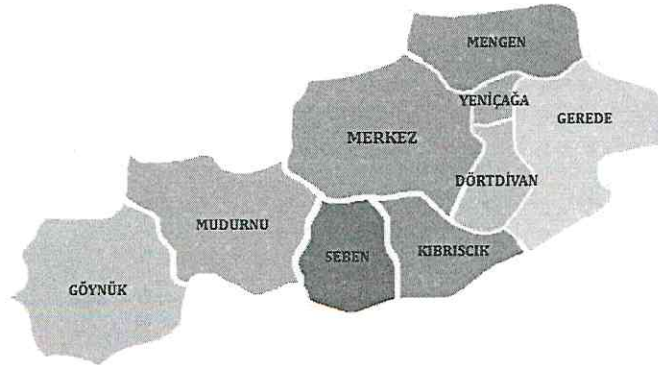 MENGEN
YENİÇAĞA
GEREDE
MERKEZ
DÖRTDİVAN
MUDURNU
SEBEN
KIBRISCIK
GÖYNÜK